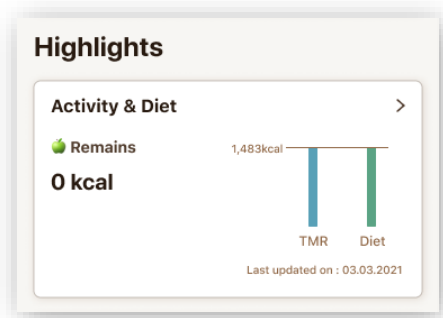 Highlights
Activity & Diet
Remains
0 kcal
1,483kcal
TMR Diet
Last updated on : 03.03.2021